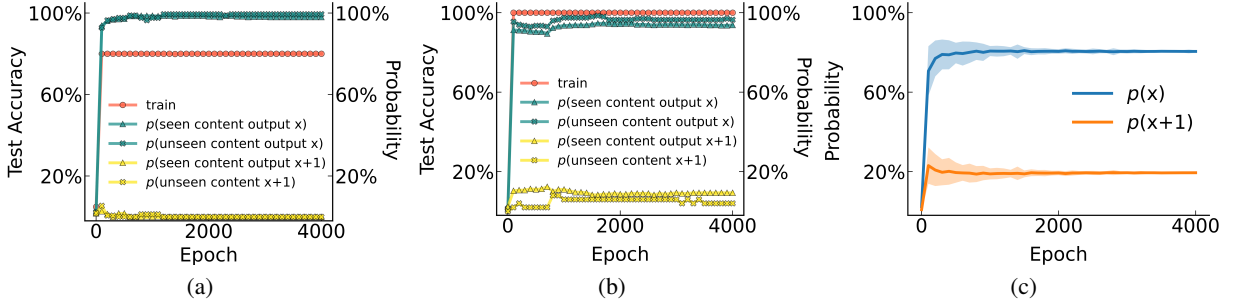 100%
60%
20%
Test Accuracy
100%
60%
20%
Probability
train
p(seen content output x)
p(unseen content output x)
p(seen content output x+1)
p(unseen content x+1)
0 2000 4000
Epoch
(a)
100%
60%
20%
Test Accuracy
100%
60%
20%
Probability
train
p(seen content output x)
p(unseen content output x)
p(seen content output x+1)
p(unseen content x+1)
0 2000 4000
Epoch
(b)
100%
60%
20%
Probability
p(x)
p(x+1)
0 2000 4000
Epoch
(c)